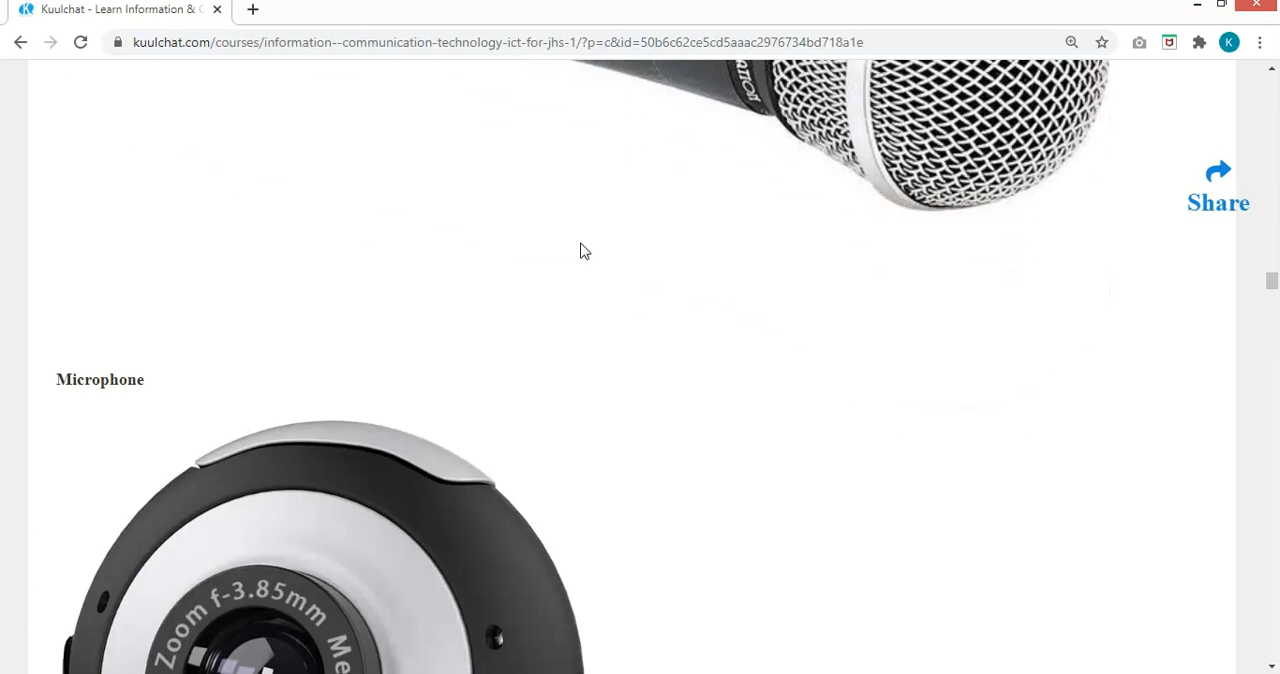 Kuulchat - Learn Information & C
kuulchat.com/courses/information--communication-technology-ict-for-jhs-1/?p=c&id=50b6c62ce5cd5aaac2976734bd718a1e
K
Share
Microphone
Zoom f-3.85mm Me